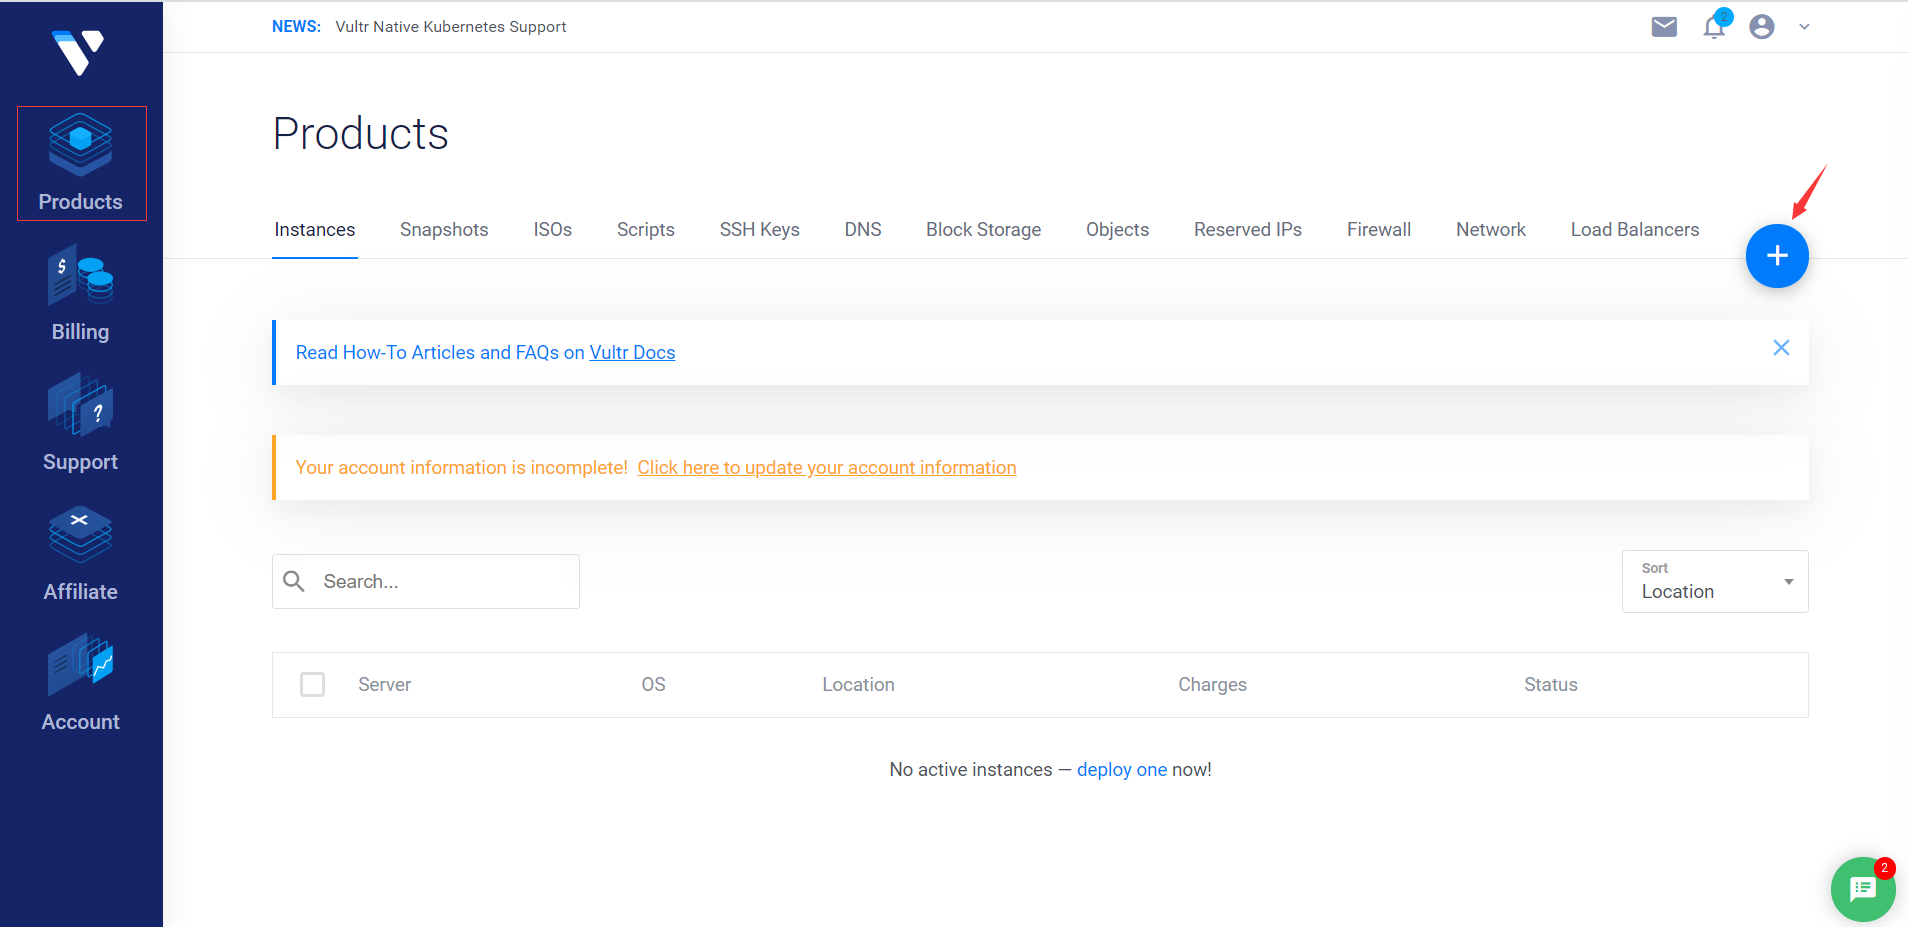 NEWS: Vultr Native Kubernetes Support
2
Products
Products
Instances Snapshots ISOs Scripts SSH Keys DNS Block Storage Objects Reserved IPs Firewall Network Load Balancers
+
Billing
$
Read How-To Articles and FAQs on Vultr Docs
Support
?
Your account information is incomplete! Click here to update your account information
Affiliate
Search...
Sort
Location
Account
Server OS Location Charges Status
No active instances — deploy one now!
2